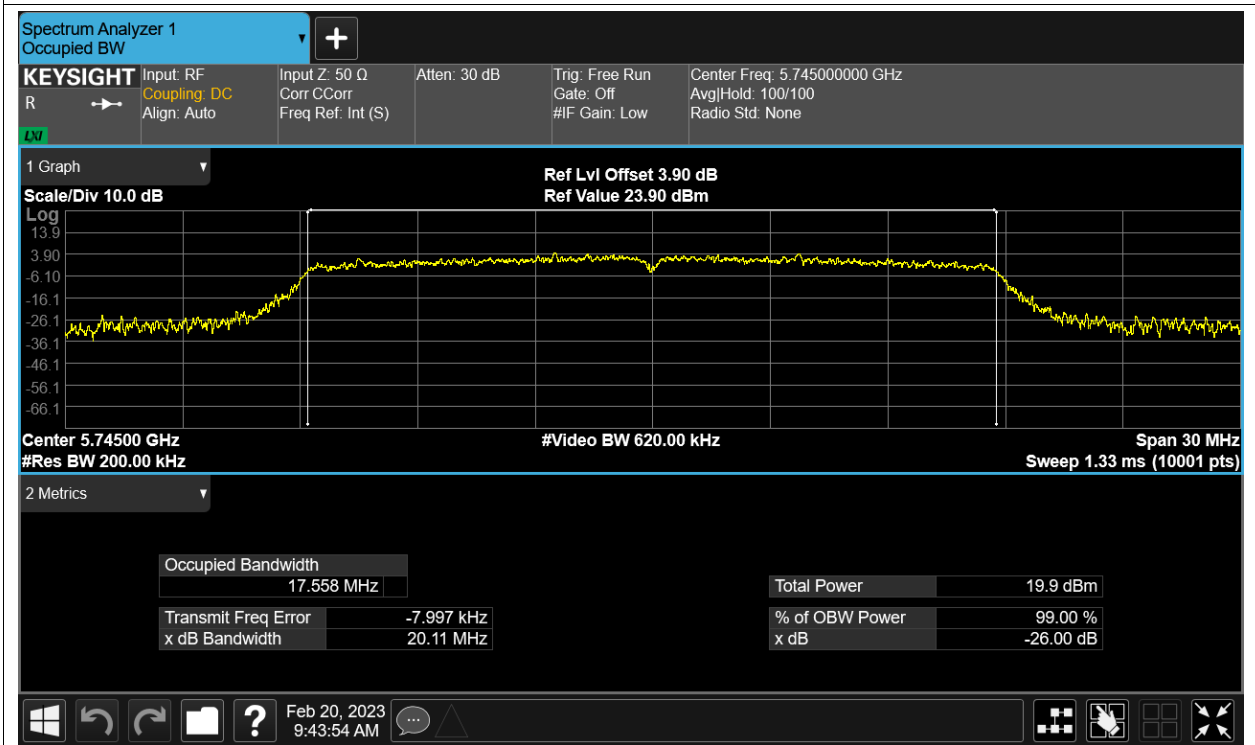 Spectrum Analyzer 1
Occupied BW
KEYSIGHT
R
LXI
Input: RF
Coupling: DC
Align: Auto
Input Z: 50 Ω
Corr CCorr
Freq Ref: Int (S)
Atten: 30 dB
Trig: Free Run
Gate: Off
#IF Gain: Low
Center Freq: 5.745000000 GHz
Avg|Hold: 100/100
Radio Std: None
1 Graph
Scale/Div 10.0 dB
Ref Lvl Offset 3.90 dB
Ref Value 23.90 dBm
Log
13.9
3.90
-6.10
-16.1
-26.1
-36.1
-46.1
-56.1
-66.1
Center 5.74500 GHz
#Video BW 620.00 kHz
Span 30 MHz
#Res BW 200.00 kHz
Sweep 1.33 ms (10001 pts)
2 Metrics
Occupied Bandwidth
17.558 MHz
Total Power 19.9 dBm
Transmit Freq Error -7.997 kHz
% of OBW Power 99.00 %
x dB Bandwidth 20.11 MHz
x dB -26.00 dB
?
Feb 20, 2023
9:43:54 AM